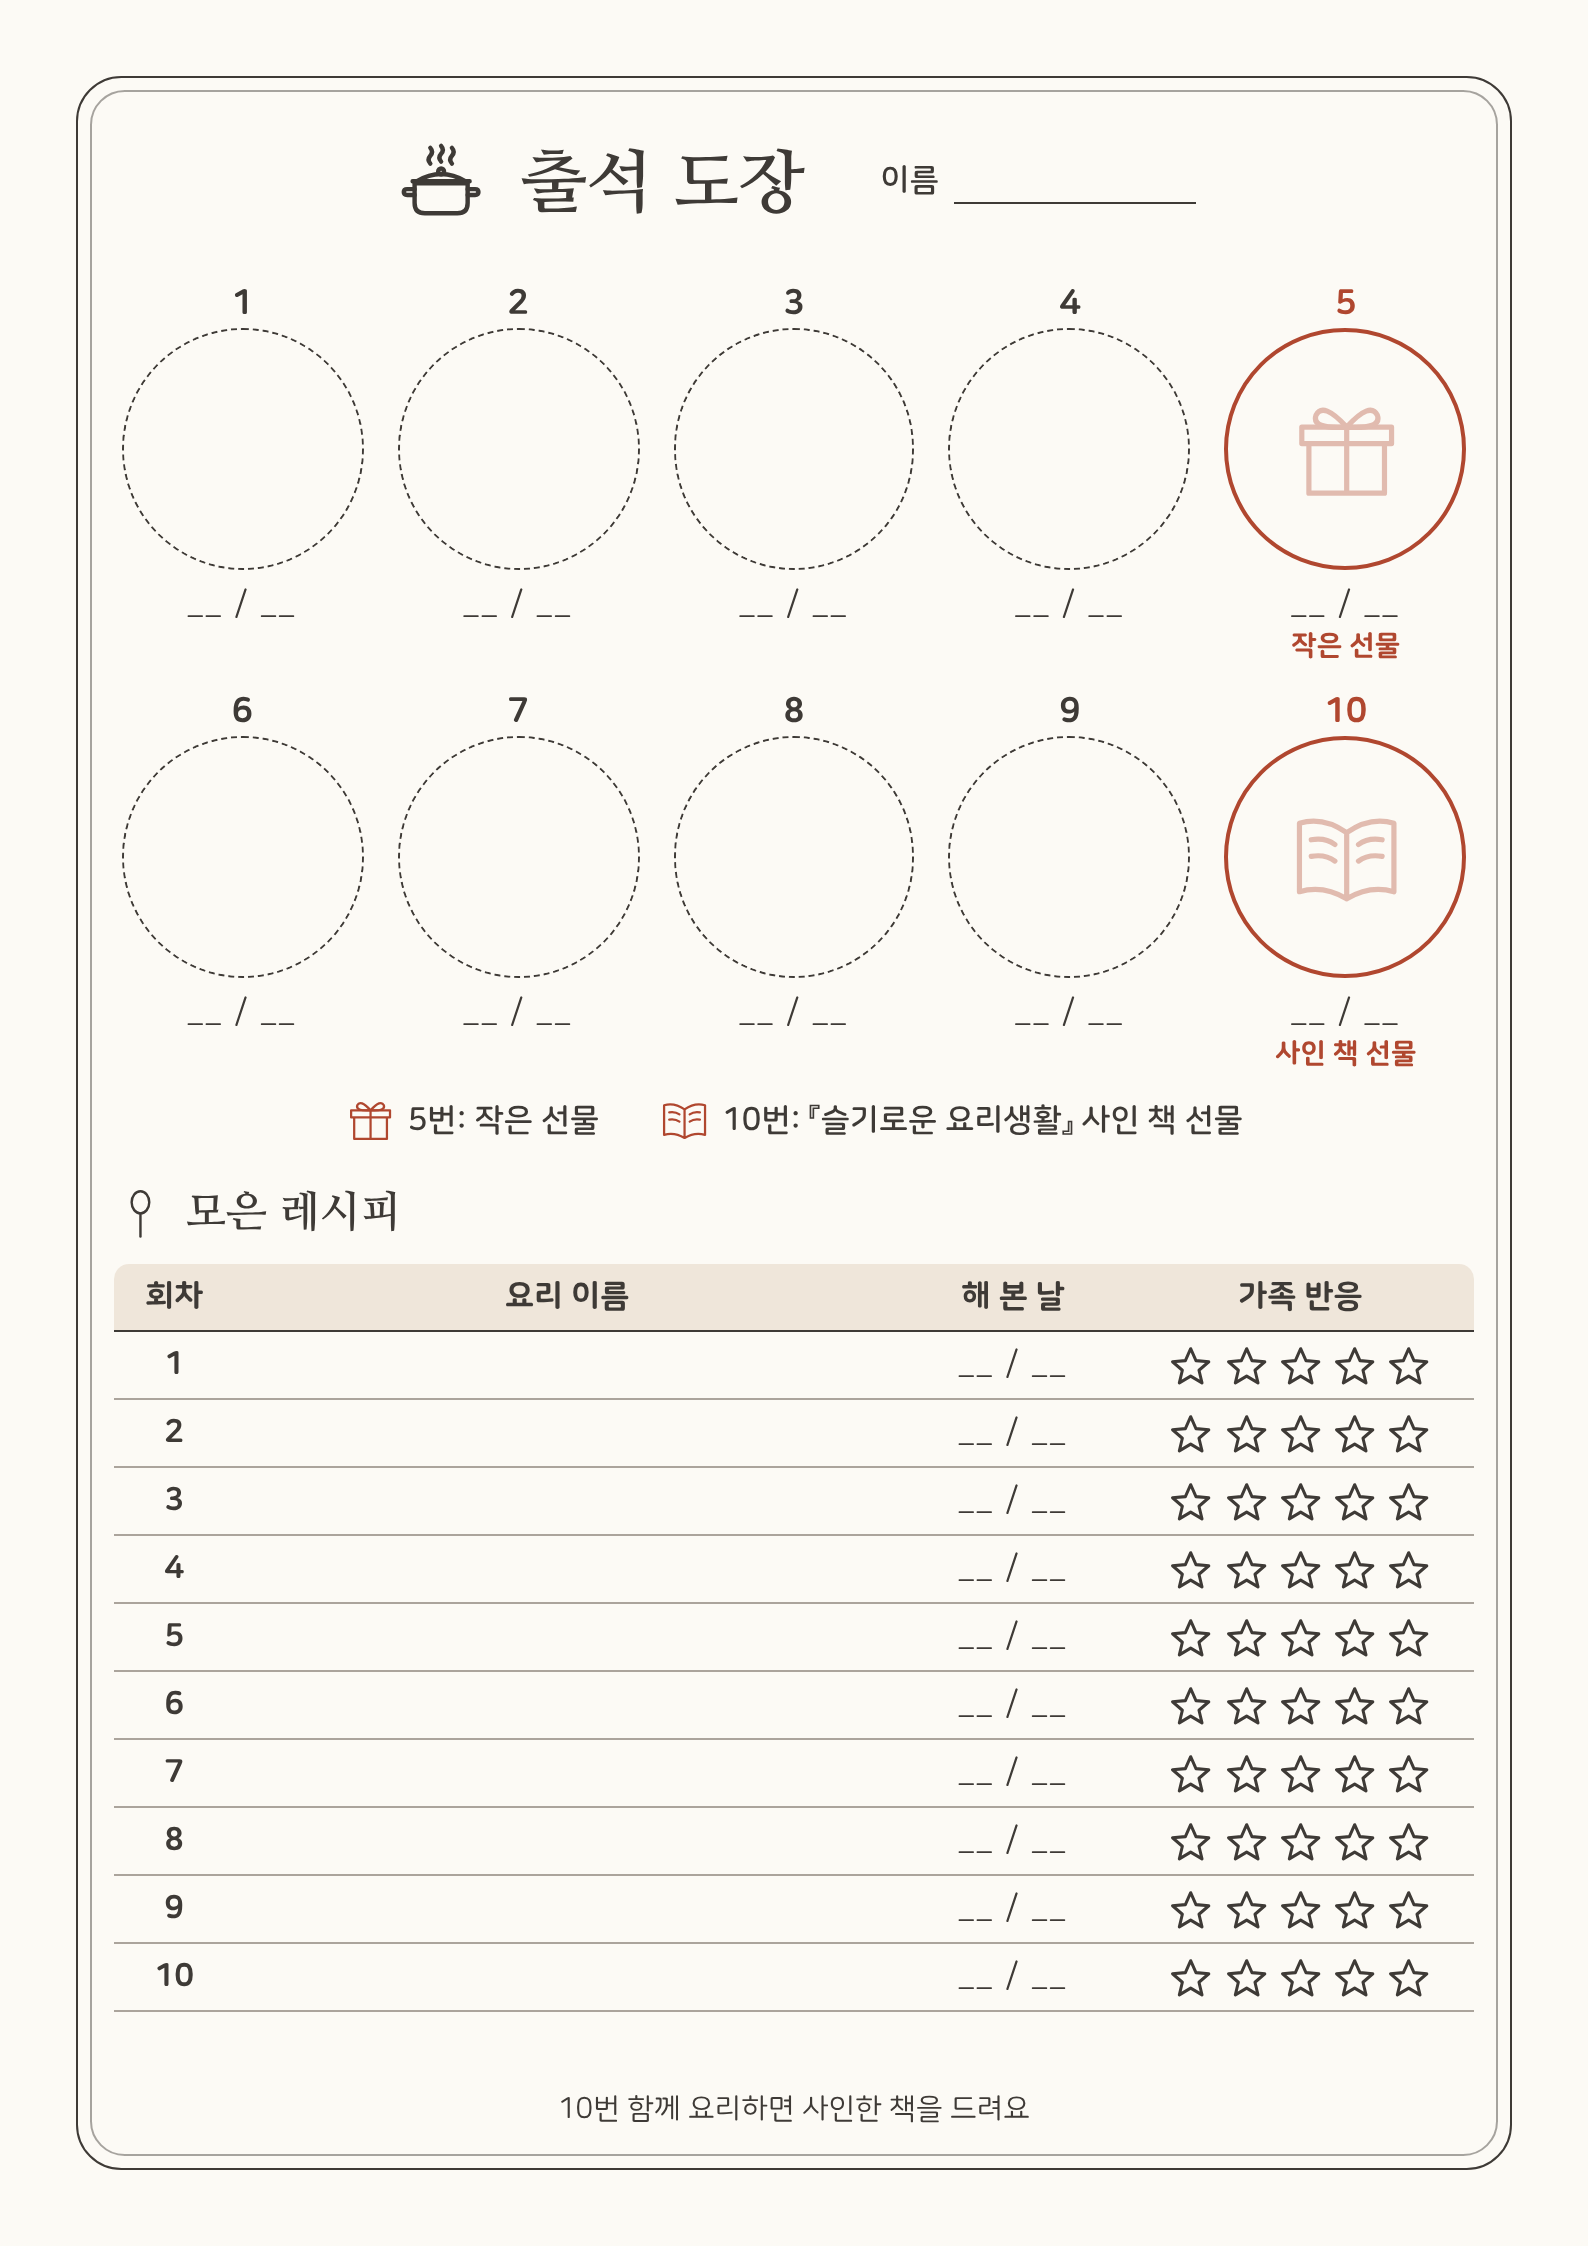 출석 도장 이름
1 2 3 4 5
__ / __ __ / __ __ / __ __ / __ __ / __
작은 선물
6 7 8 9 10
__ / __ __ / __ __ / __ __ / __ __ / __
사인 책 선물
5번: 작은 선물 10번: 『슬기로운 요리생활』 사인 책 선물
모은 레시피
회차 요리 이름 해 본 날 가족 반응
1 __ / __ ☆ ☆ ☆ ☆ ☆
2 __ / __ ☆ ☆ ☆ ☆ ☆
3 __ / __ ☆ ☆ ☆ ☆ ☆
4 __ / __ ☆ ☆ ☆ ☆ ☆
5 __ / __ ☆ ☆ ☆ ☆ ☆
6 __ / __ ☆ ☆ ☆ ☆ ☆
7 __ / __ ☆ ☆ ☆ ☆ ☆
8 __ / __ ☆ ☆ ☆ ☆ ☆
9 __ / __ ☆ ☆ ☆ ☆ ☆
10 __ / __ ☆ ☆ ☆ ☆ ☆
10번 함께 요리하면 사인한 책을 드려요